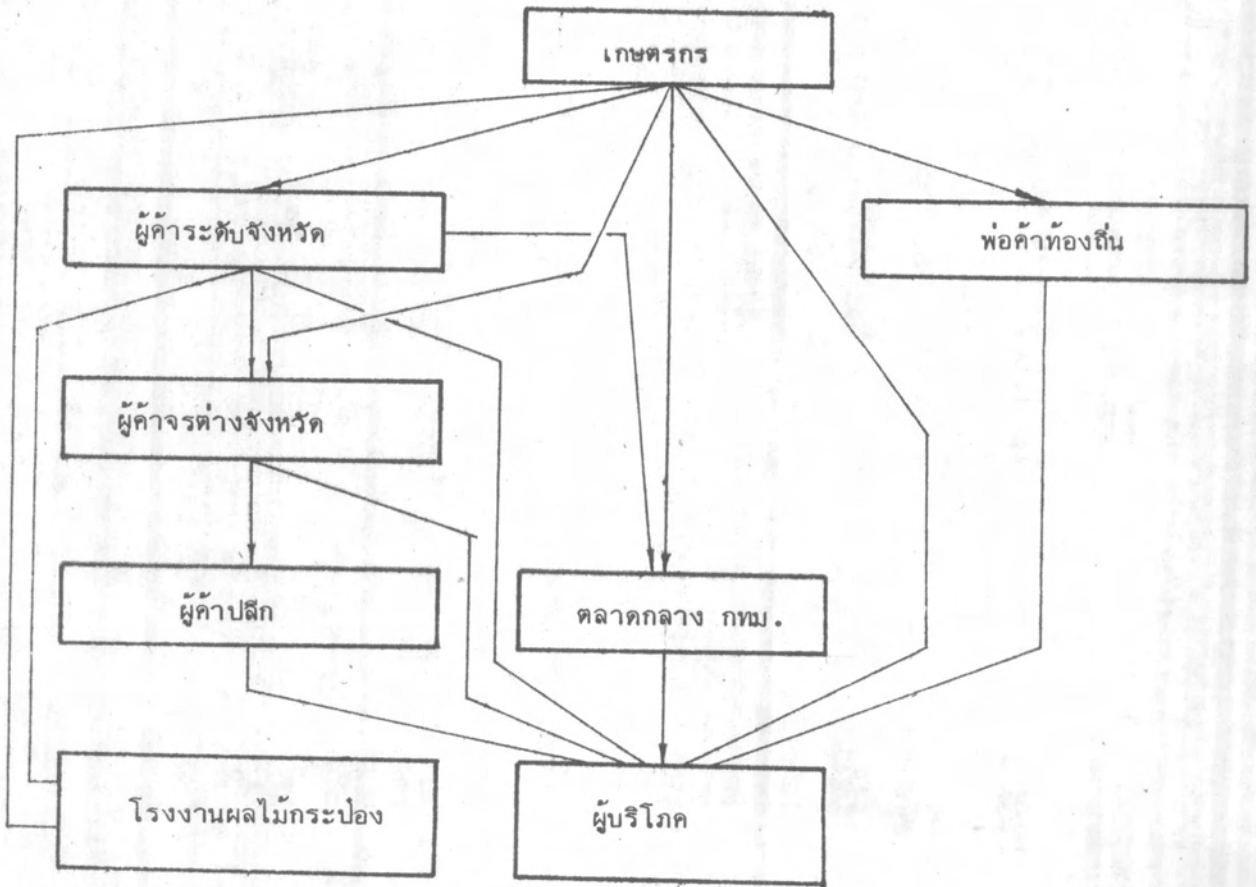 เกษตรกร
ผู้ค้าระดับจังหวัด
พ่อค้าท้องถิ่น
ผู้ค้าจรต่างจังหวัด
ผู้ค้าปลีก
ตลาดกลาง กทม.
โรงงานผลไม้กระป๋อง
ผู้บริโภค